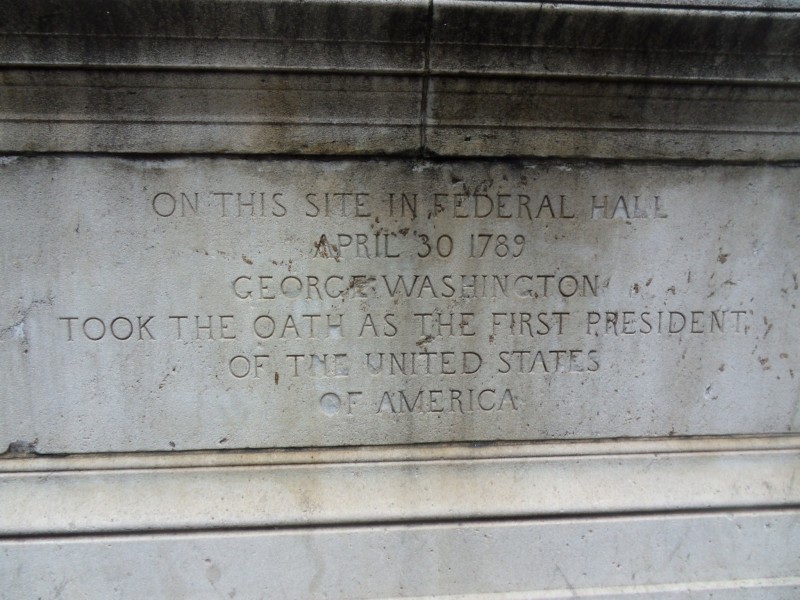 ON THIS SITE IN FEDERAL HALL
APRIL 30 1789
GEORGE WASHINGTON
TOOK THE OATH AS THE FIRST PRESIDENT
OF THE UNITED STATES
OF AMERICA